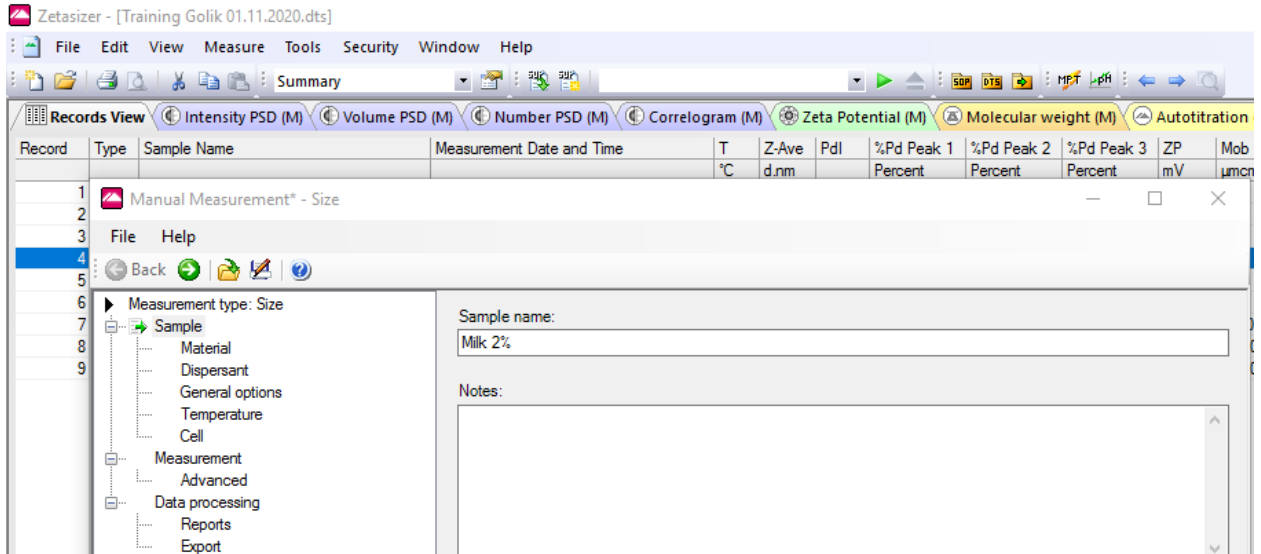 Zetasizer - [Training Golik 01.11.2020.dts]
File Edit View Measure Tools Security Window Help
Summary SOP DTS MPT pH
Records View Intensity PSD (M) Volume PSD (M) Number PSD (M) Correlogram (M) Zeta Potential (M) Molecular weight (M) Autotitration
Record Type Sample Name Measurement Date and Time T Z-Ave PdI %Pd Peak 1 %Pd Peak 2 %Pd Peak 3 ZP Mob
°C d.nm Percent Percent Percent mV µmcm
1
Manual Measurement* - Size
2
3
File Help
4
Back
5
6
Measurement type: Size
7
Sample
Sample name:
8
Material
Milk 2%
9
Dispersant
General options
Notes:
Temperature
Cell
Measurement
Advanced
Data processing
Reports
Export